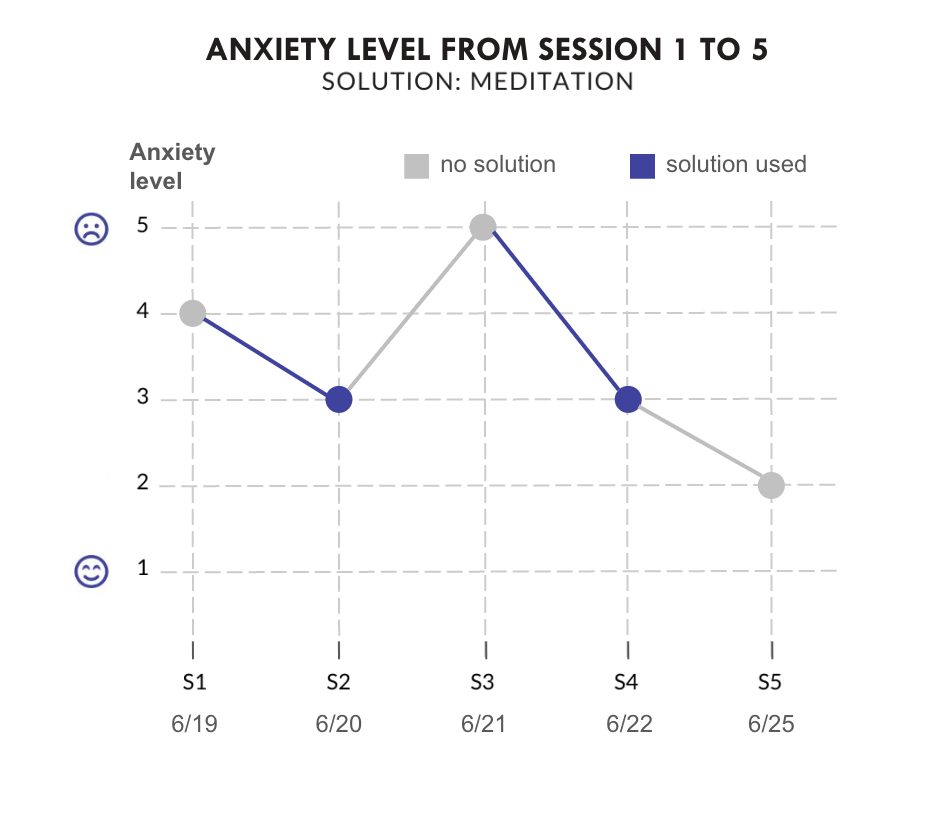 ANXIETY LEVEL FROM SESSION 1 TO 5
SOLUTION: MEDITATION
Anxiety
level
no solution
solution used
5
4
3
2
1
S1
S2
S3
S4
S5
6/19
6/20
6/21
6/22
6/25